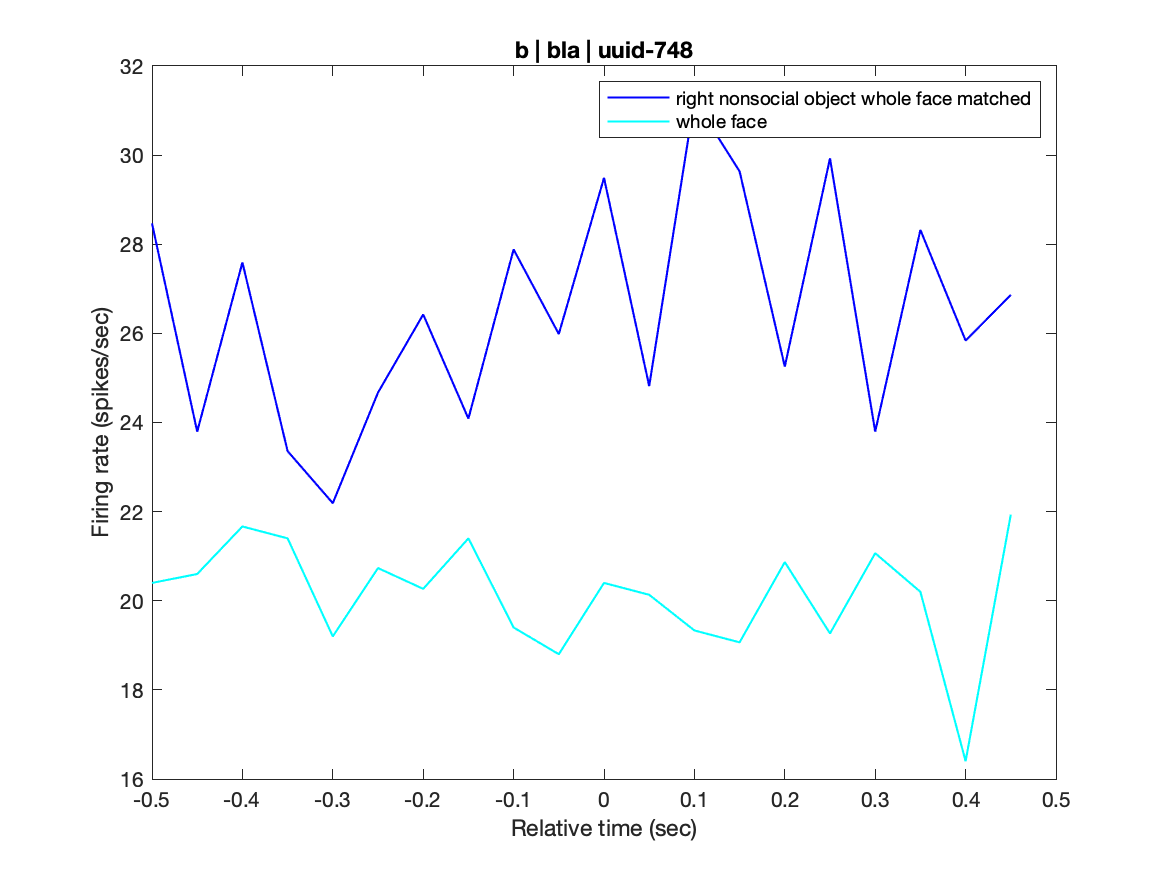 b | bla | uuid-748
right nonsocial object whole face matched
whole face
Firing rate (spikes/sec)
32
30
28
26
24
22
20
18
16
-0.5 -0.4 -0.3 -0.2 -0.1 0 0.1 0.2 0.3 0.4 0.5
Relative time (sec)